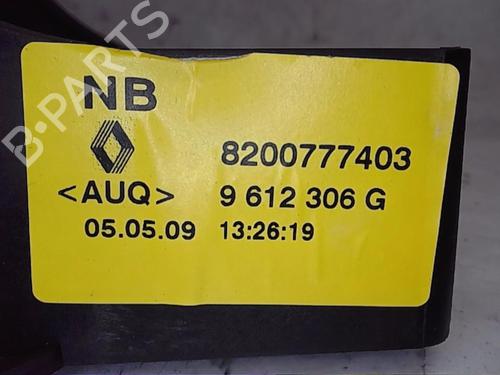 NB
8200777403
<AUQ> 9 612 306 G
05.05.09 13:26:19
B-PARTS